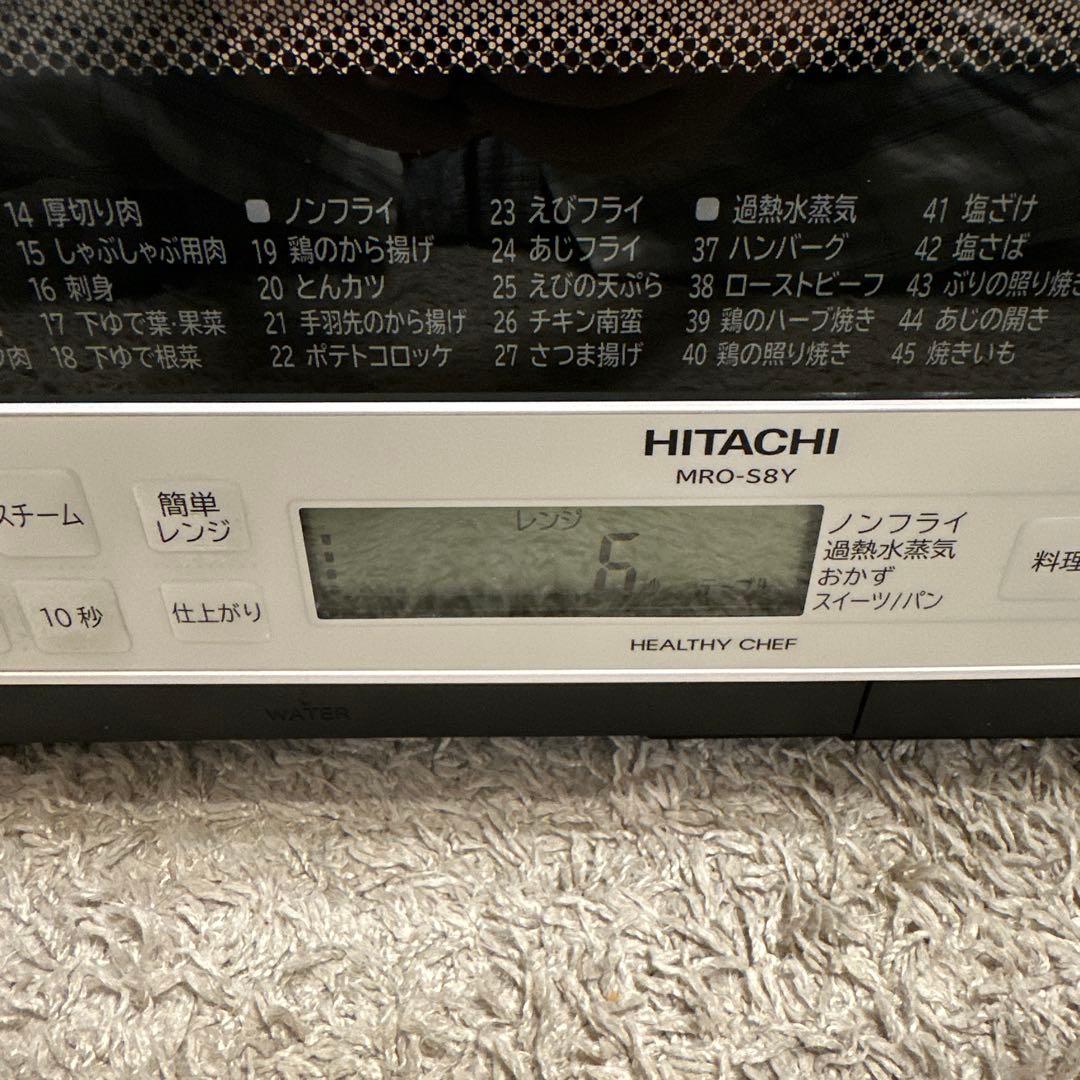 14 厚切り肉
15 しゃぶしゃぶ用肉
16 刺身
17 下ゆで葉・果菜
肉 18 下ゆで根菜
ノンフライ
19 鶏のから揚げ
20 とんカツ
21 手羽先のから揚げ
22 ポテトコロッケ
23 えびフライ
24 あじフライ
25 えびの天ぷら
26 チキン南蛮
27 さつま揚げ
過熱水蒸気
37 ハンバーグ
38 ローストビーフ
39 鶏のハーブ焼き
40 鶏の照り焼き
41 塩ざけ
42 塩さば
43 ぶりの照り焼き
44 あじの開き
45 焼きいも
HITACHI
MRO-S8Y
スチーム
簡単
レンジ
10秒
仕上がり
レンジ
6
秒
ノンフライ
過熱水蒸気
おかず
スイーツ/パン
料理
HEALTHY CHEF
WATER